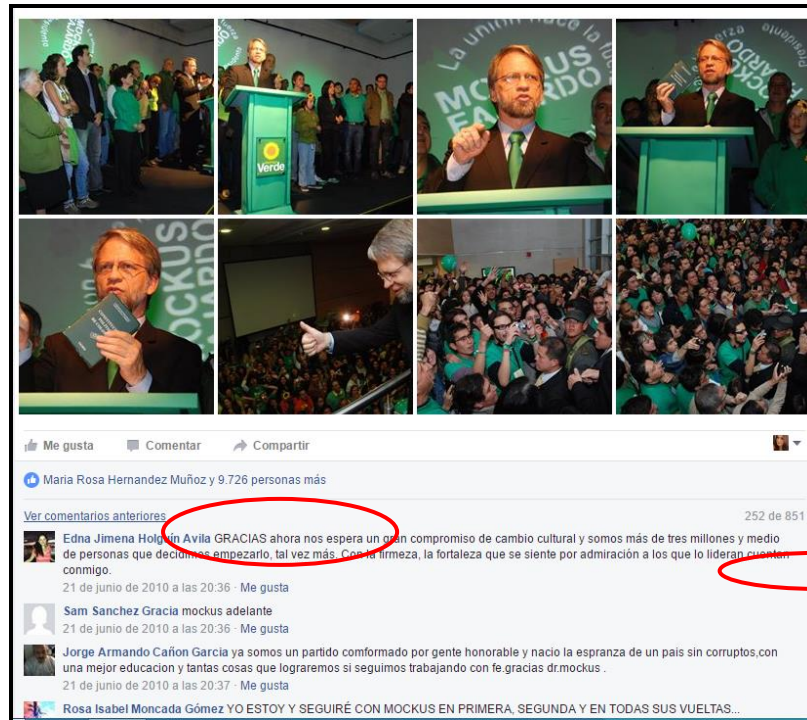 La unión hace la fue
MOCKUS
FAJARDO
Presidente
Verde
MOCKUS
Me gusta Comentar Compartir
Maria Rosa Hernandez Muñoz y 9.726 personas más
Ver comentarios anteriores 252 de 851
Edna Jimena Holguín Avila GRACIAS ahora nos espera un gran compromiso de cambio cultural y somos más de tres millones y medio
de personas que decidimos empezarlo, tal vez más, Con la firmeza, la fortaleza que se siente por admiración a los que lo lideran cuentan
conmigo.
21 de junio de 2010 a las 20:36 · Me gusta
Sam Sanchez Gracia mockus adelante
21 de junio de 2010 a las 20:36 · Me gusta
Jorge Armando Cañon Garcia ya somos un partido comformado por gente honorable y nacio la espranza de un pais sin corruptos,con
una mejor educacion y tantas cosas que lograremos si seguimos trabajando con fe.gracias dr.mockus .
21 de junio de 2010 a las 20:37 · Me gusta
Rosa Isabel Moncada Gómez YO ESTOY Y SEGUIRÉ CON MOCKUS EN PRIMERA, SEGUNDA Y EN TODAS SUS VUELTAS...